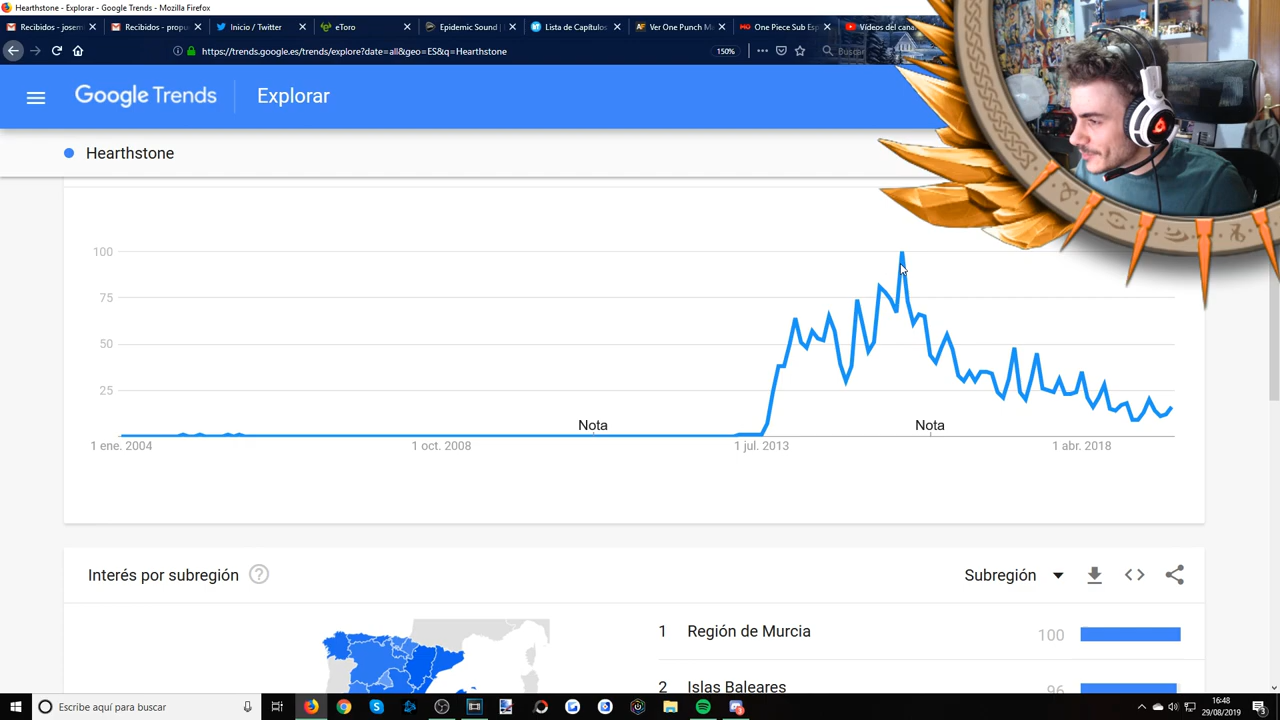 Hearthstone - Explorar - Google Trends - Mozilla Firefox
Recibidos - josem
Recibidos - propu
Inicio / Twitter
eToro
Epidemic Sound |
Lista de Capítulos
Ver One Punch M
One Piece Sub Esp
Vídeos del canal
https://trends.google.es/trends/explore?date=all&geo=ES&q=Hearthstone
150%
Buscar
Google Trends
Explorar
Hearthstone
100
75
50
25
Nota
Nota
1 ene. 2004
1 oct. 2008
1 jul. 2013
1 abr. 2018
Interés por subregión
Subregión
1 Región de Murcia 100
2 Islas Baleares 96
Escribe aquí para buscar
16:48
29/08/2019